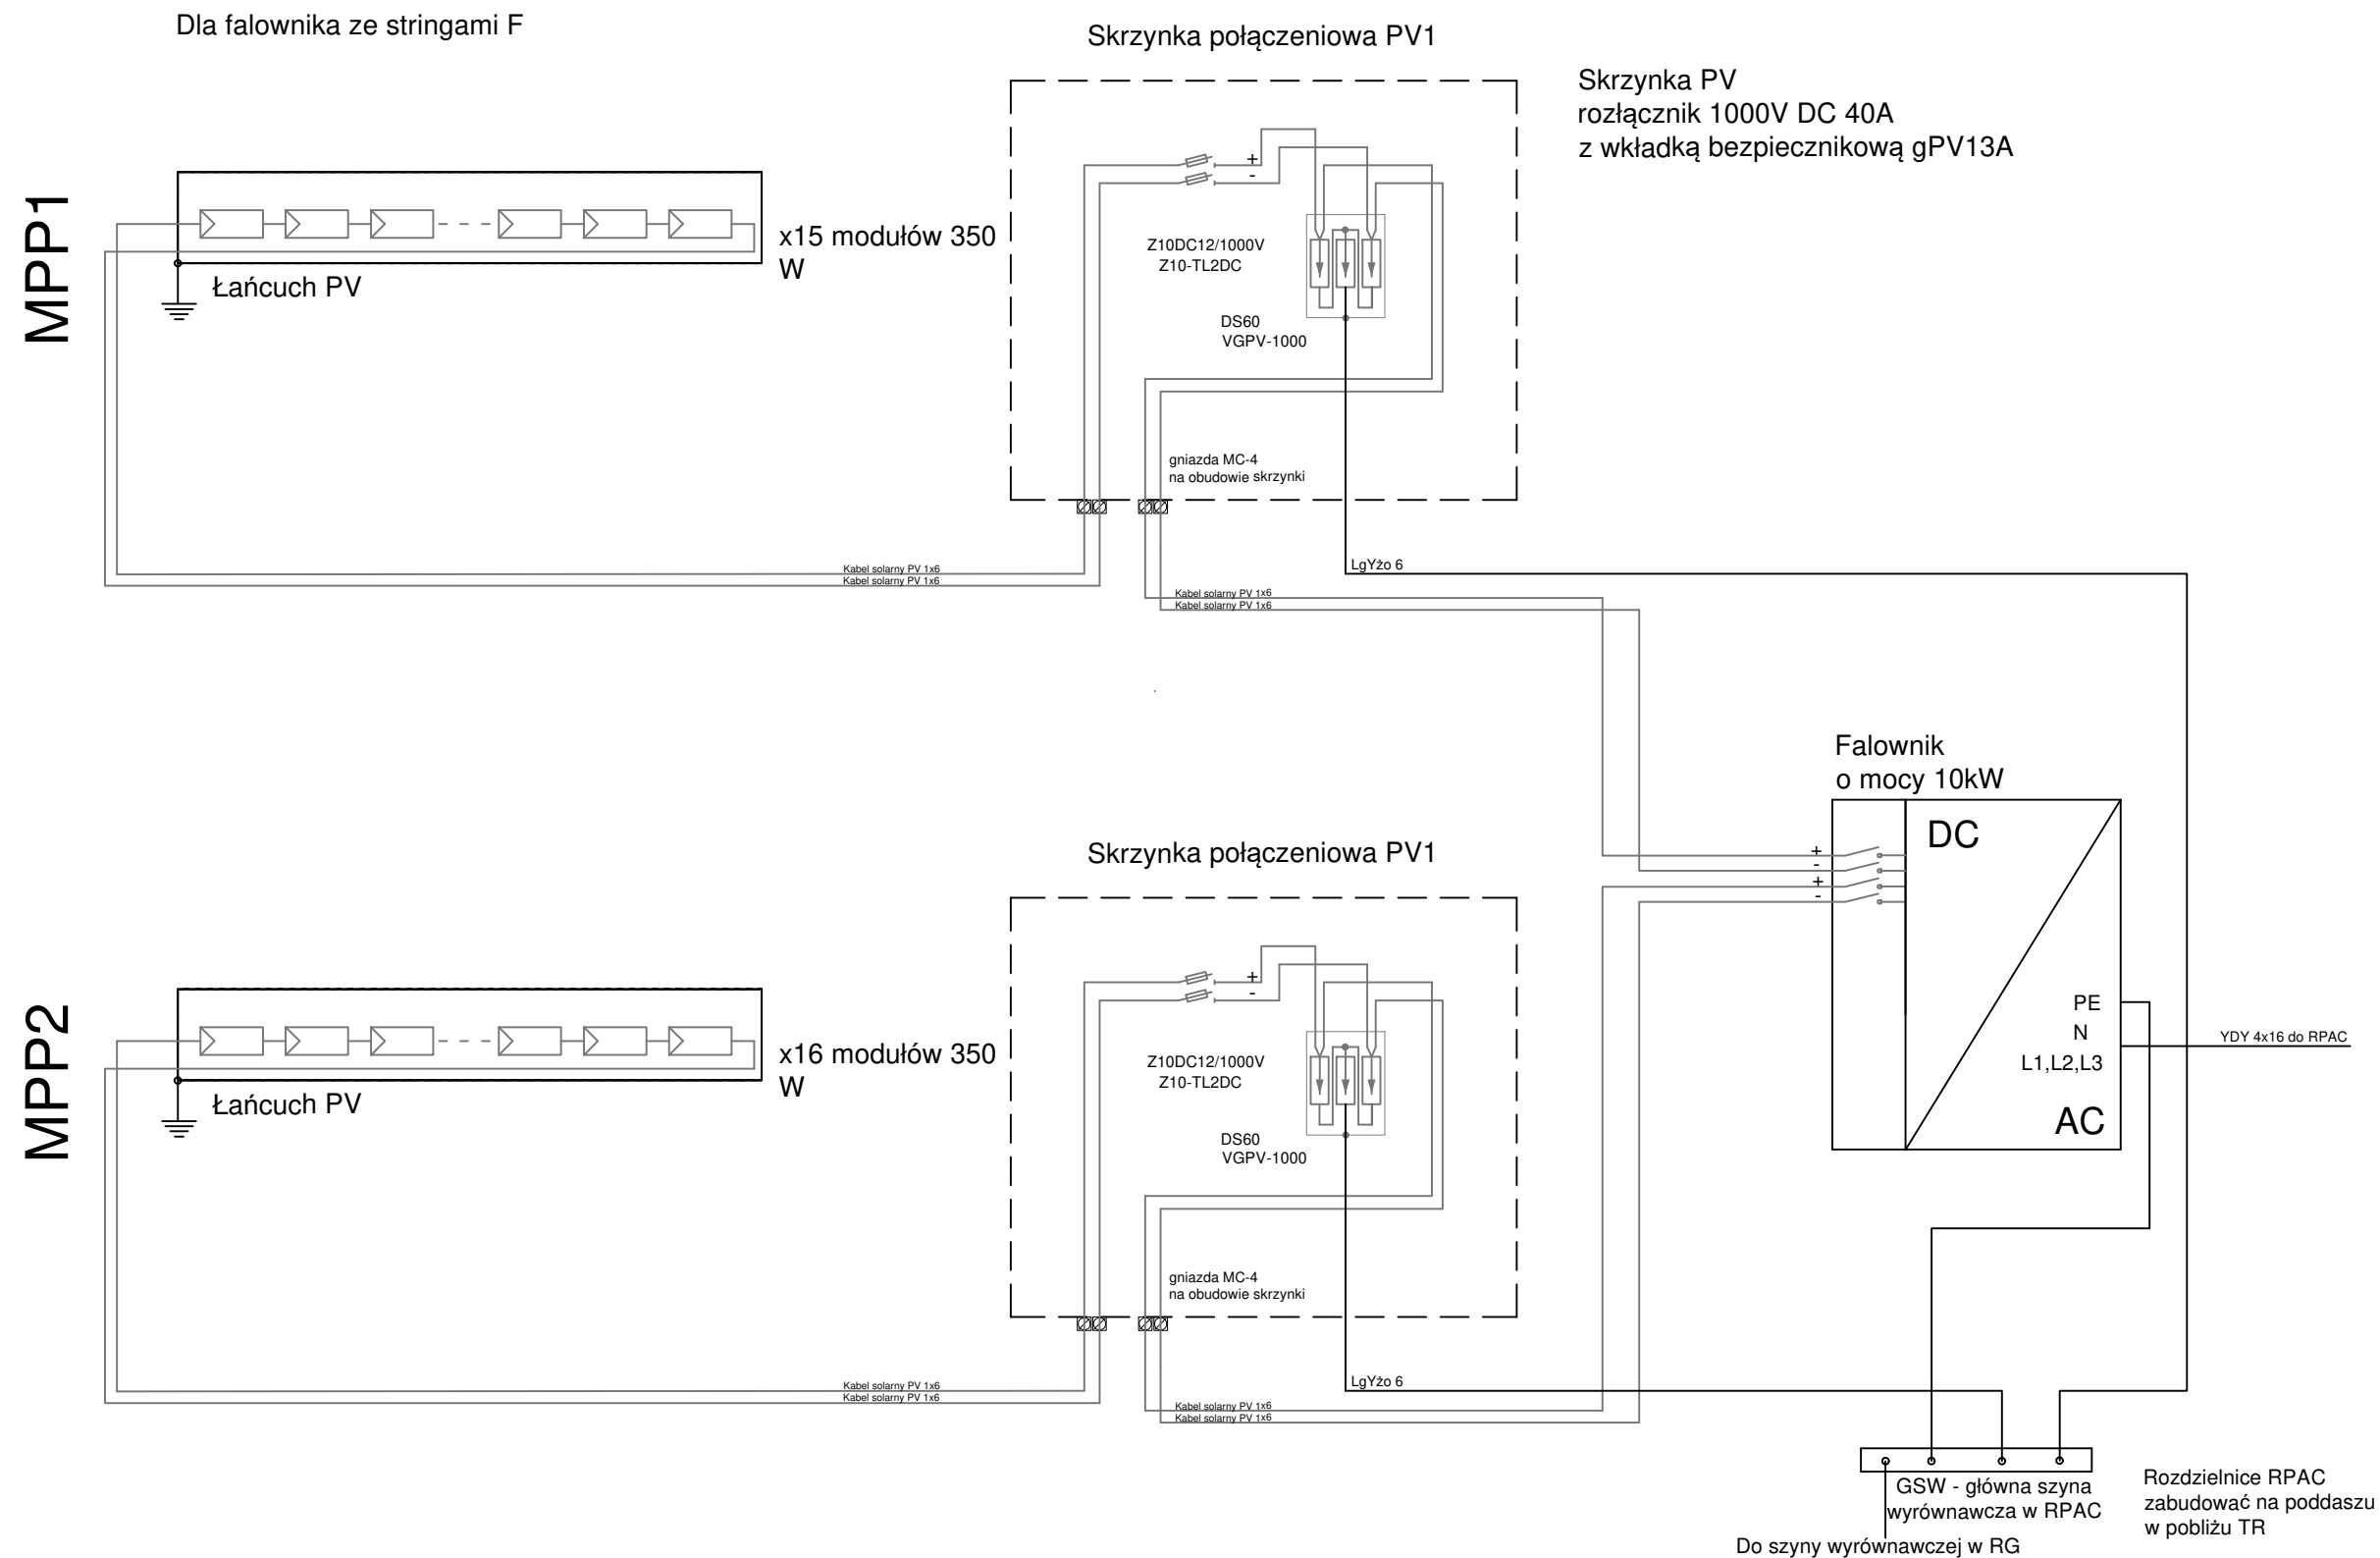 Dla falownika ze stringami F
Skrzynka połączeniowa PV1
Skrzynka PV
rozłącznik 1000V DC 40A
z wkładką bezpiecznikową gPV13A
MPP1
+
-
x15 modułów 350
W
Łańcuch PV
Z10DC12/1000V
Z10-TL2DC
DS60
VGPV-1000
gniazda MC-4
na obudowie skrzynki
Kabel solarny PV 1x6
Kabel solarny PV 1x6
LgYżo 6
Kabel solarny PV 1x6
Kabel solarny PV 1x6
Falownik
o mocy 10kW
DC
+
-
+
-
PE
N
L1,L2,L3
AC
YDY 4x16 do RPAC
Skrzynka połączeniowa PV1
MPP2
+
-
x16 modułów 350
W
Łańcuch PV
Z10DC12/1000V
Z10-TL2DC
DS60
VGPV-1000
gniazda MC-4
na obudowie skrzynki
Kabel solarny PV 1x6
Kabel solarny PV 1x6
LgYżo 6
Kabel solarny PV 1x6
Kabel solarny PV 1x6
GSW - główna szyna
wyrównawcza w RPAC
Do szyny wyrównawczej w RG
Rozdzielnice RPAC
zabudować na poddaszu
w pobliżu TR